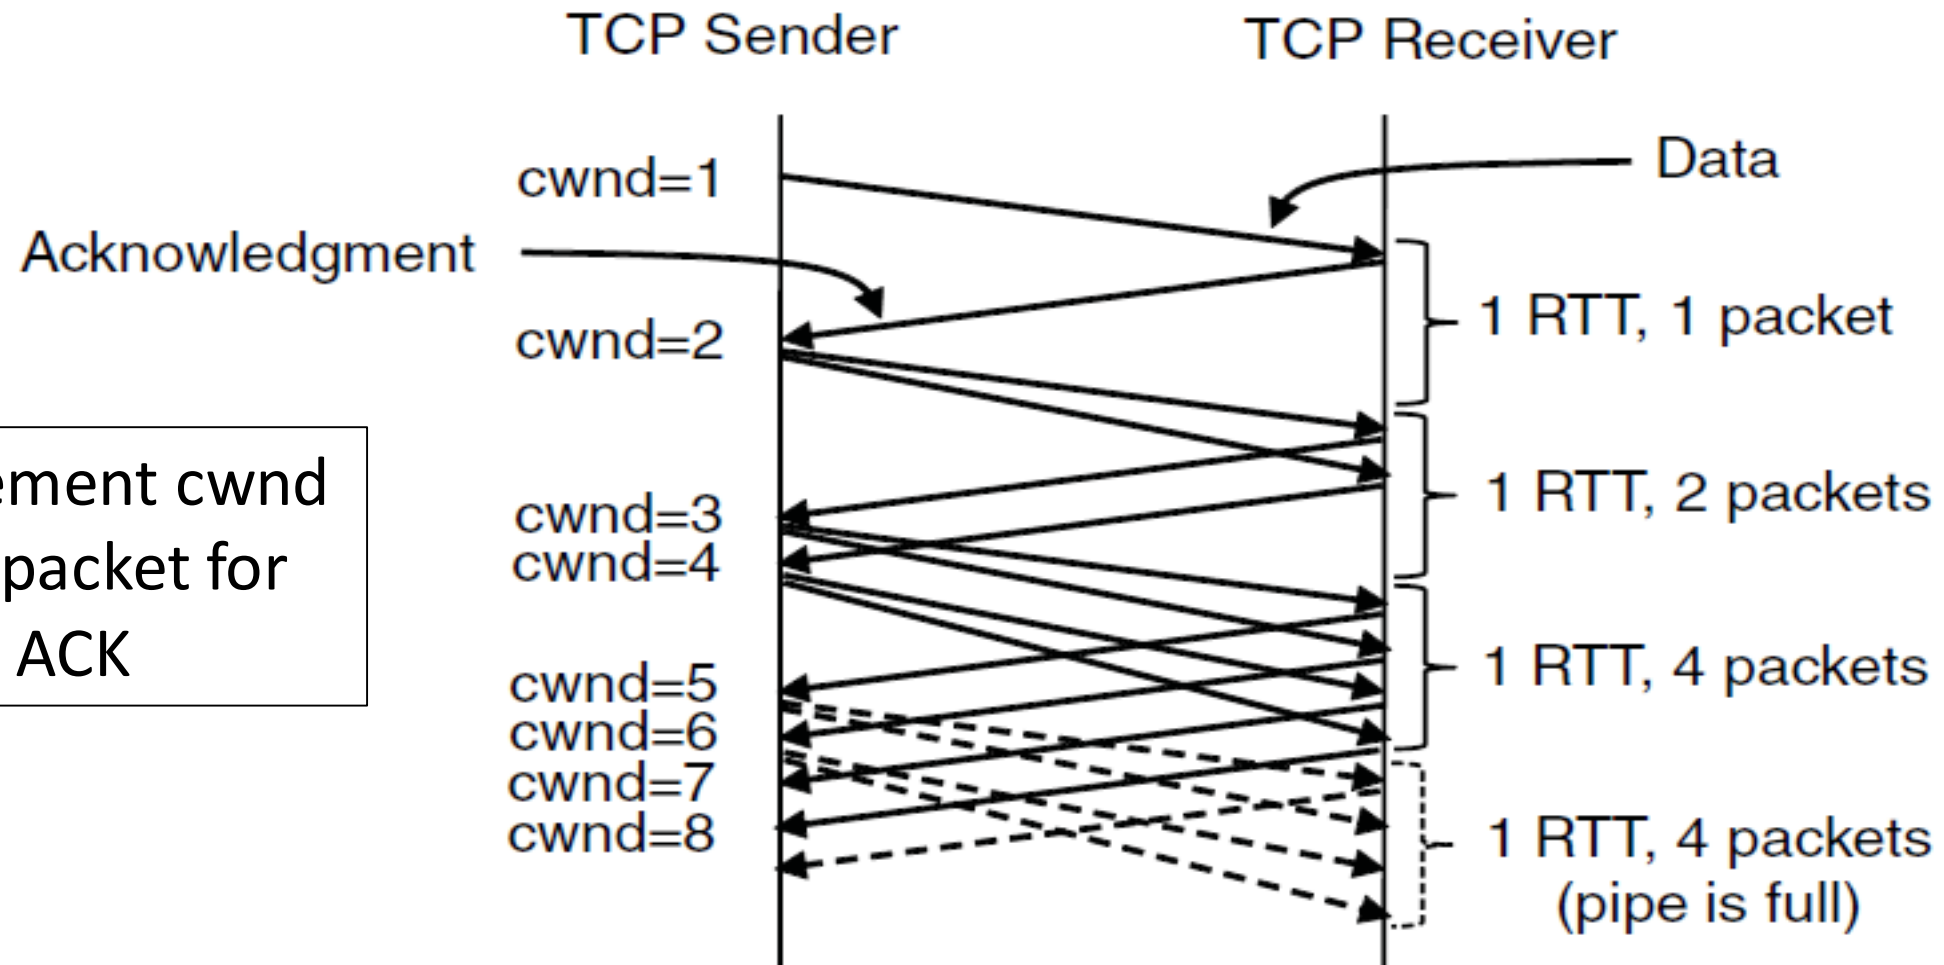 TCP Sender
TCP Receiver
cwnd=1
Data
Acknowledgment
cwnd=2
1 RTT, 1 packet
ement cwnd
packet for
ACK
cwnd=3
1 RTT, 2 packets
cwnd=4
cwnd=5
1 RTT, 4 packets
cwnd=6
cwnd=7
cwnd=8
1 RTT, 4 packets
(pipe is full)